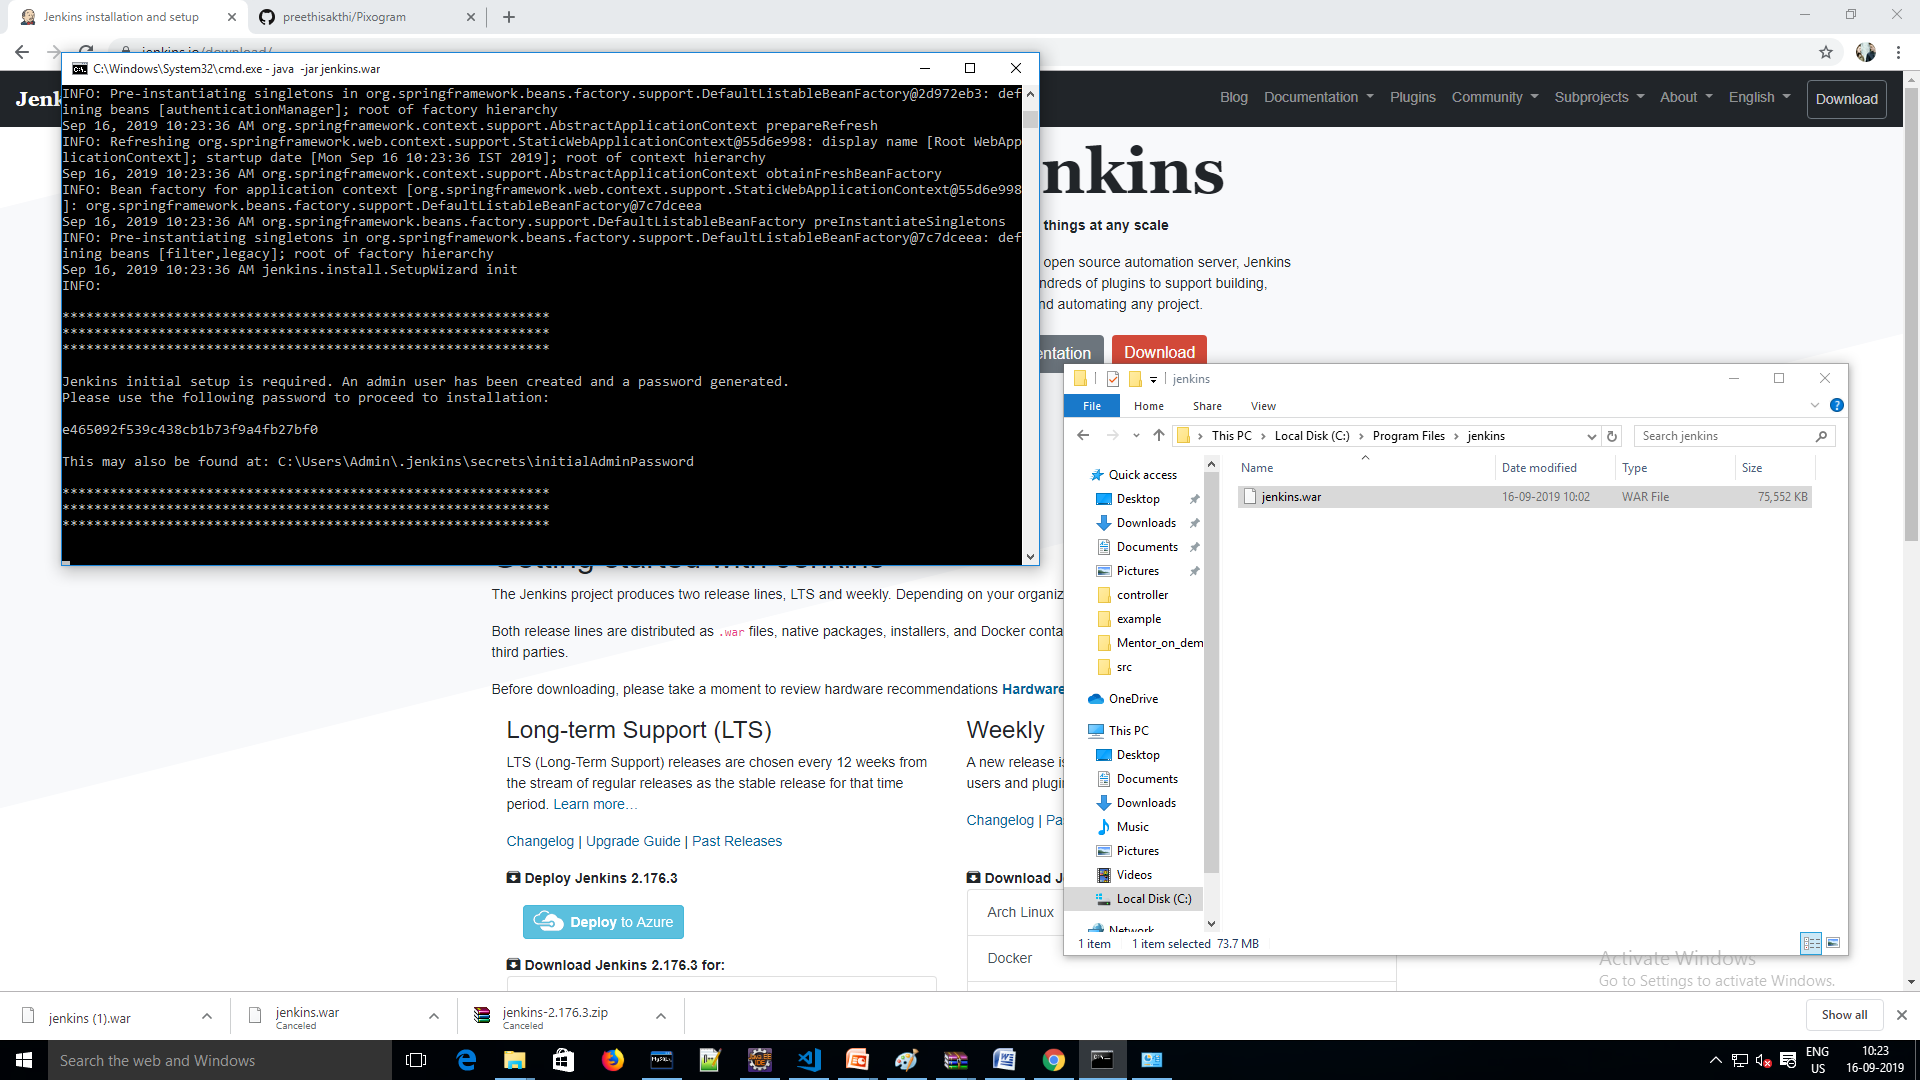 Jenkins installation and setup
preethisakthi/Pixogram
jenkins.io/download/
C:\Windows\System32\cmd.exe - java  -jar jenkins.war
INFO: Pre-instantiating singletons in org.springframework.beans.factory.support.DefaultListableBeanFactory@2d972eb3: def
ining beans [authenticationManager]; root of factory hierarchy
Sep 16, 2019 10:23:36 AM org.springframework.context.support.AbstractApplicationContext prepareRefresh
INFO: Refreshing org.springframework.web.context.support.StaticWebApplicationContext@55d6e998: display name [Root WebApp
licationContext]; startup date [Mon Sep 16 10:23:36 IST 2019]; root of context hierarchy
Sep 16, 2019 10:23:36 AM org.springframework.context.support.AbstractApplicationContext obtainFreshBeanFactory
INFO: Bean factory for application context [org.springframework.web.context.support.StaticWebApplicationContext@55d6e998
]: org.springframework.beans.factory.support.DefaultListableBeanFactory@7c7dceea
Sep 16, 2019 10:23:36 AM org.springframework.beans.factory.support.DefaultListableBeanFactory preInstantiateSingletons
INFO: Pre-instantiating singletons in org.springframework.beans.factory.support.DefaultListableBeanFactory@7c7dceea: def
ining beans [filter,legacy]; root of factory hierarchy
Sep 16, 2019 10:23:36 AM jenkins.install.SetupWizard init
INFO:
*************************************************************
*************************************************************
*************************************************************
Jenkins initial setup is required. An admin user has been created and a password generated.
Please use the following password to proceed to installation:
e465092f539c438cb1b73f9a4fb27bf0
This may also be found at: C:\Users\Admin\.jenkins\secrets\initialAdminPassword
*************************************************************
*************************************************************
*************************************************************
Jenk
Blog Documentation Plugins Community Subprojects About English Download
nkins
things at any scale
open source automation server, Jenkins
ndreds of plugins to support building,
nd automating any project.
entation Download
jenkins
File Home Share View
This PC Local Disk (C:) Program Files jenkins
Search jenkins
Name Date modified Type Size
jenkins.war 16-09-2019 10:02 WAR File 75,552 KB
Quick access
Desktop
Downloads
Documents
Pictures
controller
example
Mentor_on_dem
src
OneDrive
This PC
Desktop
Documents
Downloads
Music
Pictures
Videos
Local Disk (C:)
Network
1 item 1 item selected 73.7 MB
Getting started with Jenkins
The Jenkins project produces two release lines, LTS and weekly. Depending on your organiz
Both release lines are distributed as .war files, native packages, installers, and Docker conta
third parties.
Before downloading, please take a moment to review hardware recommendations Hardware
Long-term Support (LTS)
LTS (Long-Term Support) releases are chosen every 12 weeks from
the stream of regular releases as the stable release for that time
period. Learn more…
Changelog | Upgrade Guide | Past Releases
Deploy Jenkins 2.176.3
Deploy to Azure
Download Jenkins 2.176.3 for:
Weekly
A new release is
users and plugi
Changelog | Pa
Download J
Arch Linux
Docker
Activate Windows
Go to Settings to activate Windows.
jenkins (1).war
jenkins.war
Canceled
jenkins-2.176.3.zip
Canceled
Show all
Search the web and Windows
MySQL
ENG
US
10:23
16-09-2019